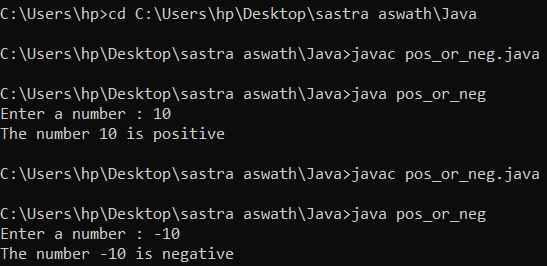 C:\Users\hp>cd C:\Users\hp\Desktop\sastra aswath\Java
C:\Users\hp\Desktop\sastra aswath\Java>javac pos_or_neg.java
C:\Users\hp\Desktop\sastra aswath\Java>java pos_or_neg
Enter a number : 10
The number 10 is positive
C:\Users\hp\Desktop\sastra aswath\Java>javac pos_or_neg.java
C:\Users\hp\Desktop\sastra aswath\Java>java pos_or_neg
Enter a number : -10
The number -10 is negative